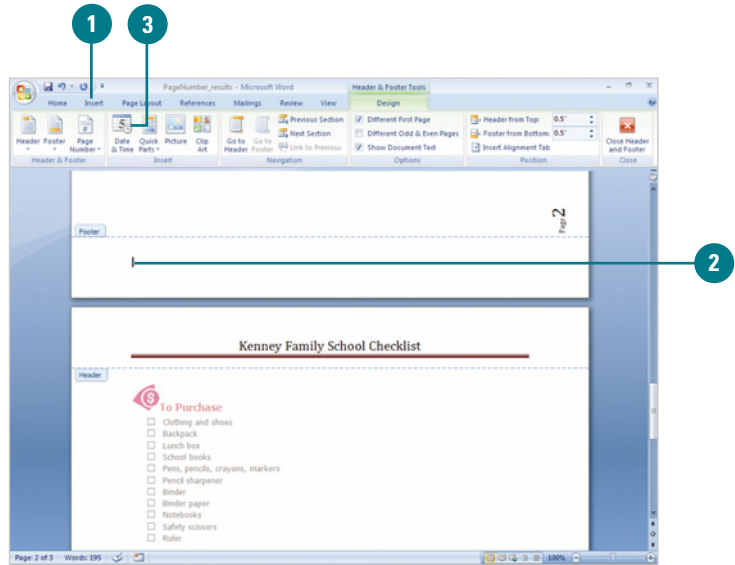 1
3
PageNumber_results - Microsoft Word
Header & Footer Tools
Home Insert Page Layout References Mailings Review View Design
Header Footer Page Number
Date & Time Quick Parts Picture Clip Art
Go to Header Go to Footer
Previous Section
Next Section
Link to Previous
Different First Page
Different Odd & Even Pages
Show Document Text
Header from Top: 0.5"
Footer from Bottom: 0.5"
Insert Alignment Tab
Close Header and Footer
Header & Footer Insert Navigation Options Position Close
Page 2
Footer
2
Kenney Family School Checklist
Header
$
To Purchase
Clothing and shoes
Backpack
Lunch box
School books
Pens, pencils, crayons, markers
Pencil sharpener
Binder
Binder paper
Notebooks
Safety scissors
Ruler
Page: 2 of 3 Words: 195 100%